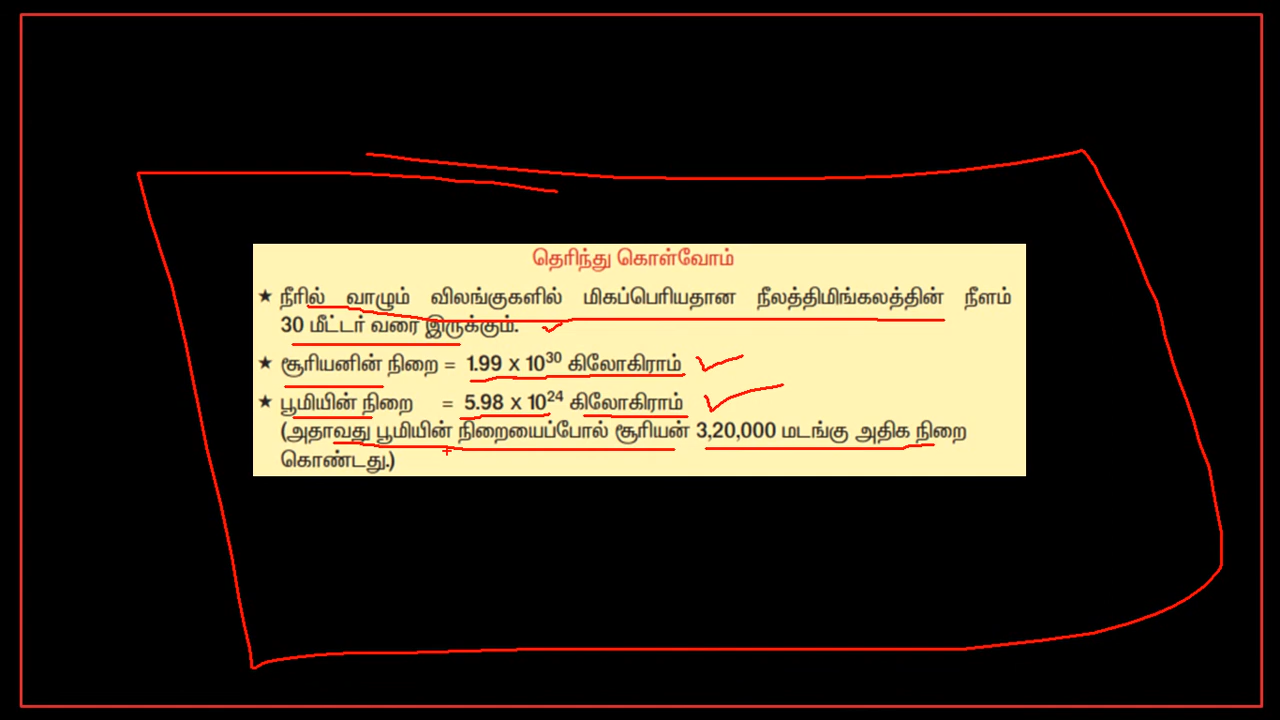 தெரிந்து கொள்வோம்
★ நீரில் வாழும் விலங்குகளில் மிகப்பெரியதான நீலத்திமிங்கலத்தின் நீளம்
30 மீட்டர் வரை இருக்கும்.
★ சூரியனின் நிறை = 1.99 x 10³⁰ கிலோகிராம்
★ பூமியின் நிறை = 5.98 x 10²⁴ கிலோகிராம்
(அதாவது பூமியின் நிறையைப்போல் சூரியன் 3,20,000 மடங்கு அதிக நிறை
கொண்டது.)